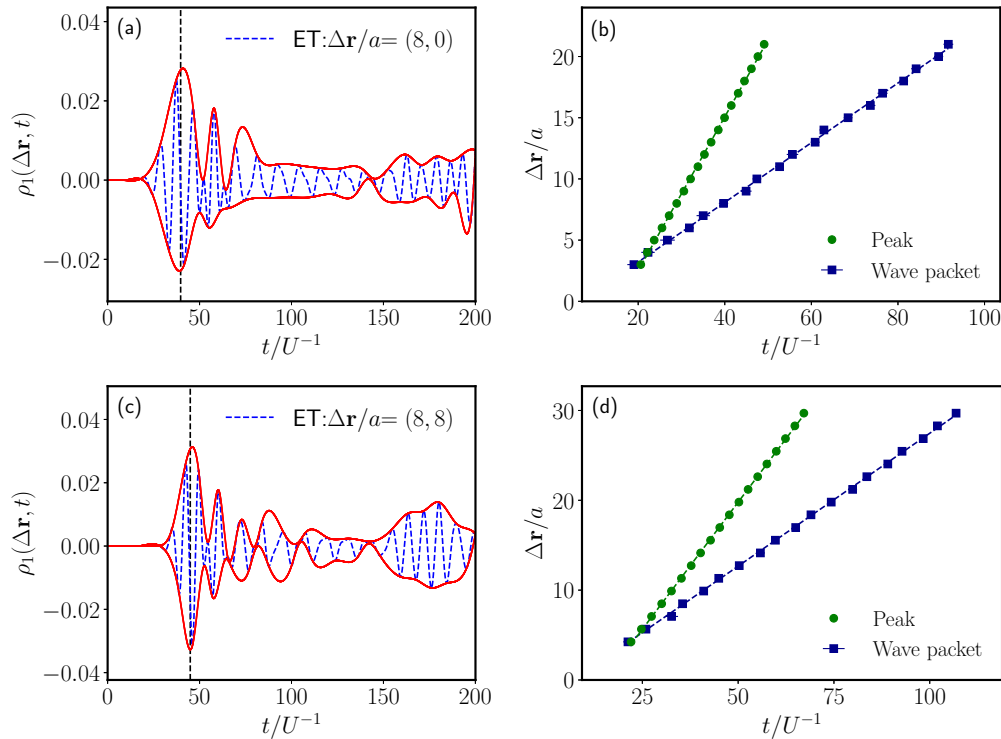 (a)
ET:Δr/a= (8, 0)
ρ₁(Δr, t)
0.04
0.02
0.00
−0.02
0 50 100 150 200
t/U⁻¹
(b)
Δr/a
20
15
10
5
0
Peak
Wave packet
20 40 60 80 100
t/U⁻¹
(c)
ET:Δr/a= (8, 8)
ρ₁(Δr, t)
0.04
0.02
0.00
−0.02
−0.04
0 50 100 150 200
t/U⁻¹
(d)
Δr/a
30
20
10
0
Peak
Wave packet
25 50 75 100
t/U⁻¹